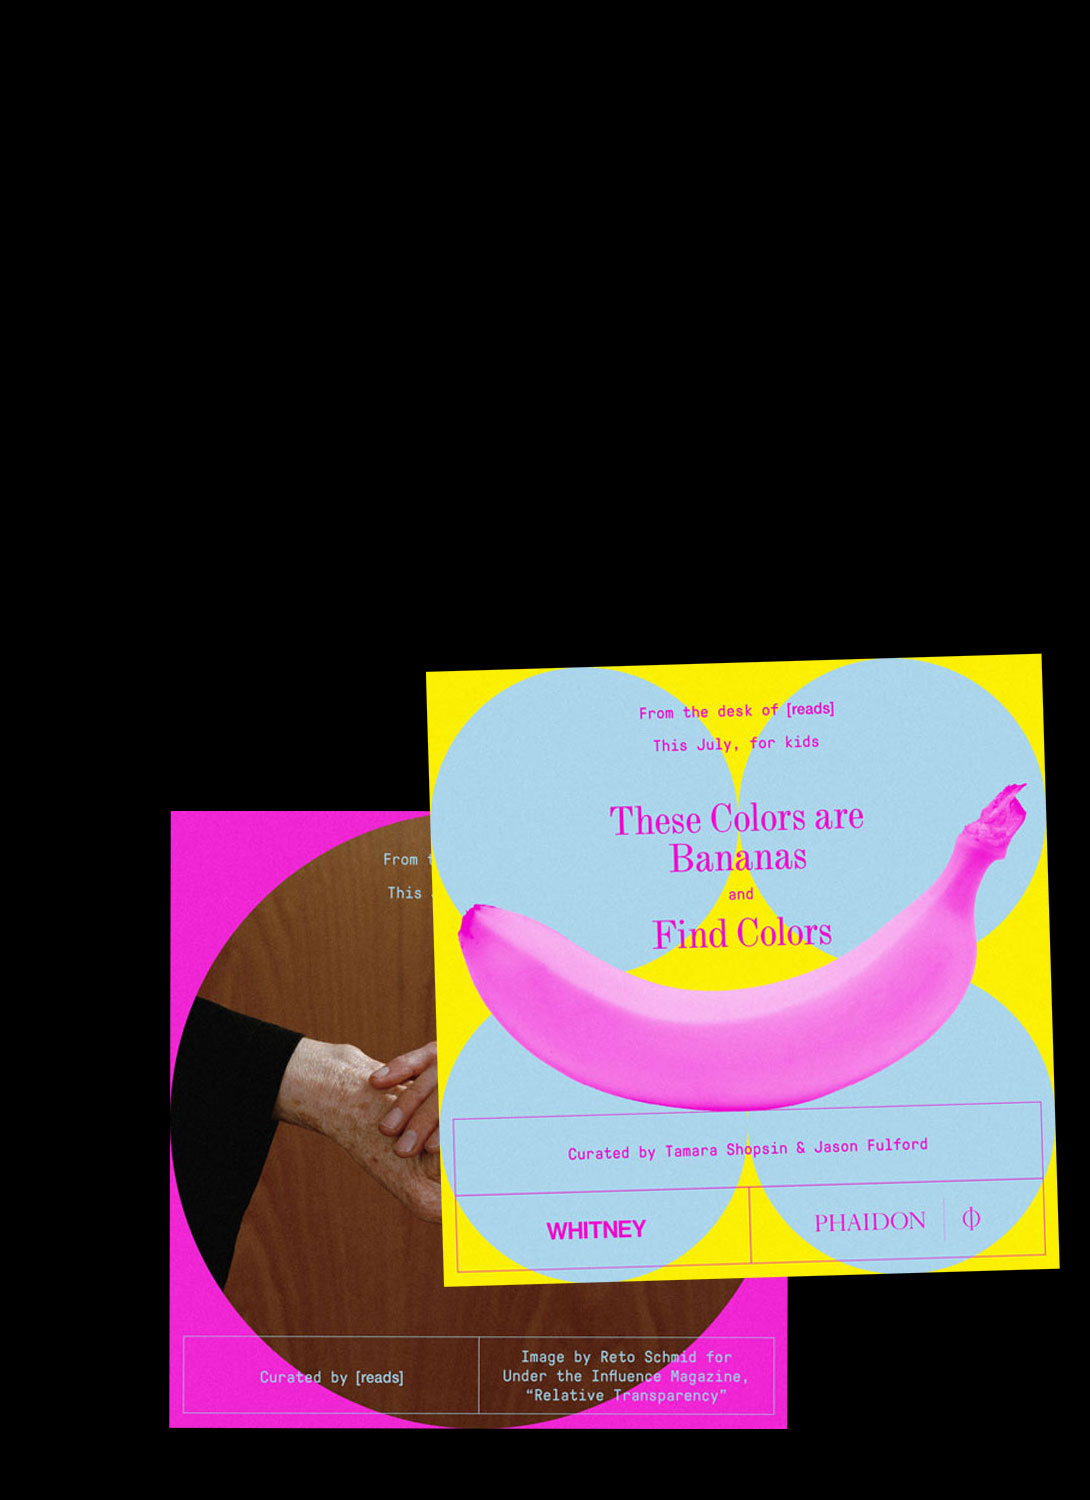 From the desk of [reads]
This July, for kids
These Colors are
Bananas
and
Find Colors
Curated by Tamara Shopsin & Jason Fulford
WHITNEY
PHAIDON
From
This
Curated by [reads]
Image by Reto Schmid for
Under the Influence Magazine,
“Relative Transparency”